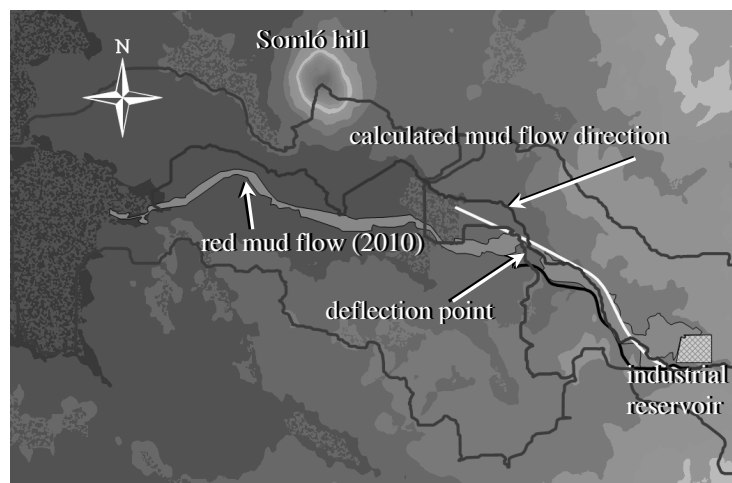 Somló hill
N
calculated mud flow direction
red mud flow (2010)
deflection point
industrial
reservoir